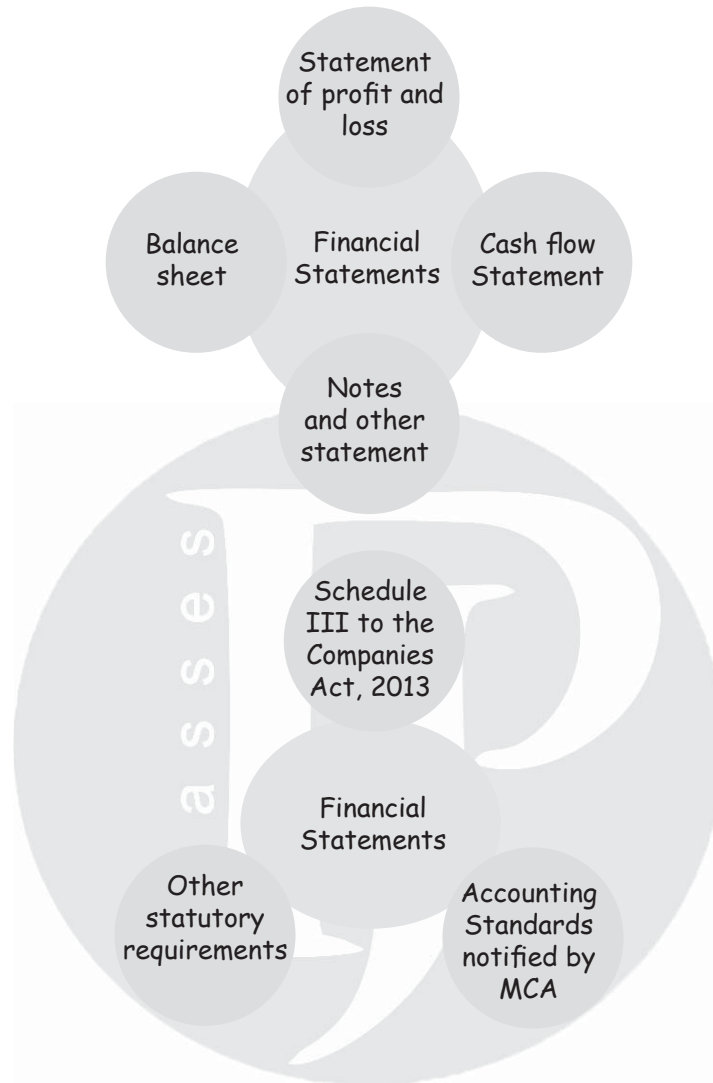 Statement
of profit and
loss
Balance
sheet
Financial
Statements
Cash flow
Statement
Notes
and other
statement
asses
Schedule
III to the
Companies
Act, 2013
Financial
Statements
Other
statutory
requirements
Accounting
Standards
notified by
MCA